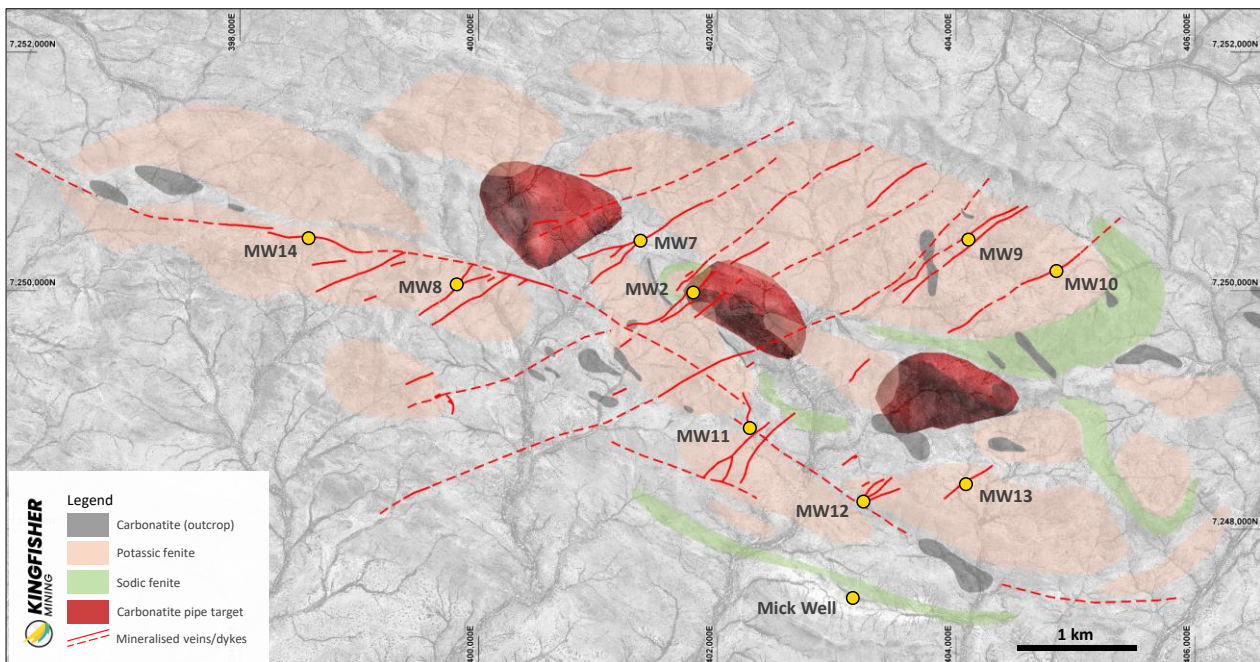 398,000E
400,000E
402,000E
404,000E
406,000E
7,252,000N
7,252,000N
MW14
MW7
MW9
MW8
MW2
MW10
7,250,000N
7,250,000N
MW11
MW12
MW13
7,248,000N
Mick Well
1 km
400,000E
402,000E
404,000E
406,000E
KINGFISHER
MINING
Legend
Carbonatite (outcrop)
Potassic fenite
Sodic fenite
Carbonatite pipe target
Mineralised veins/dykes